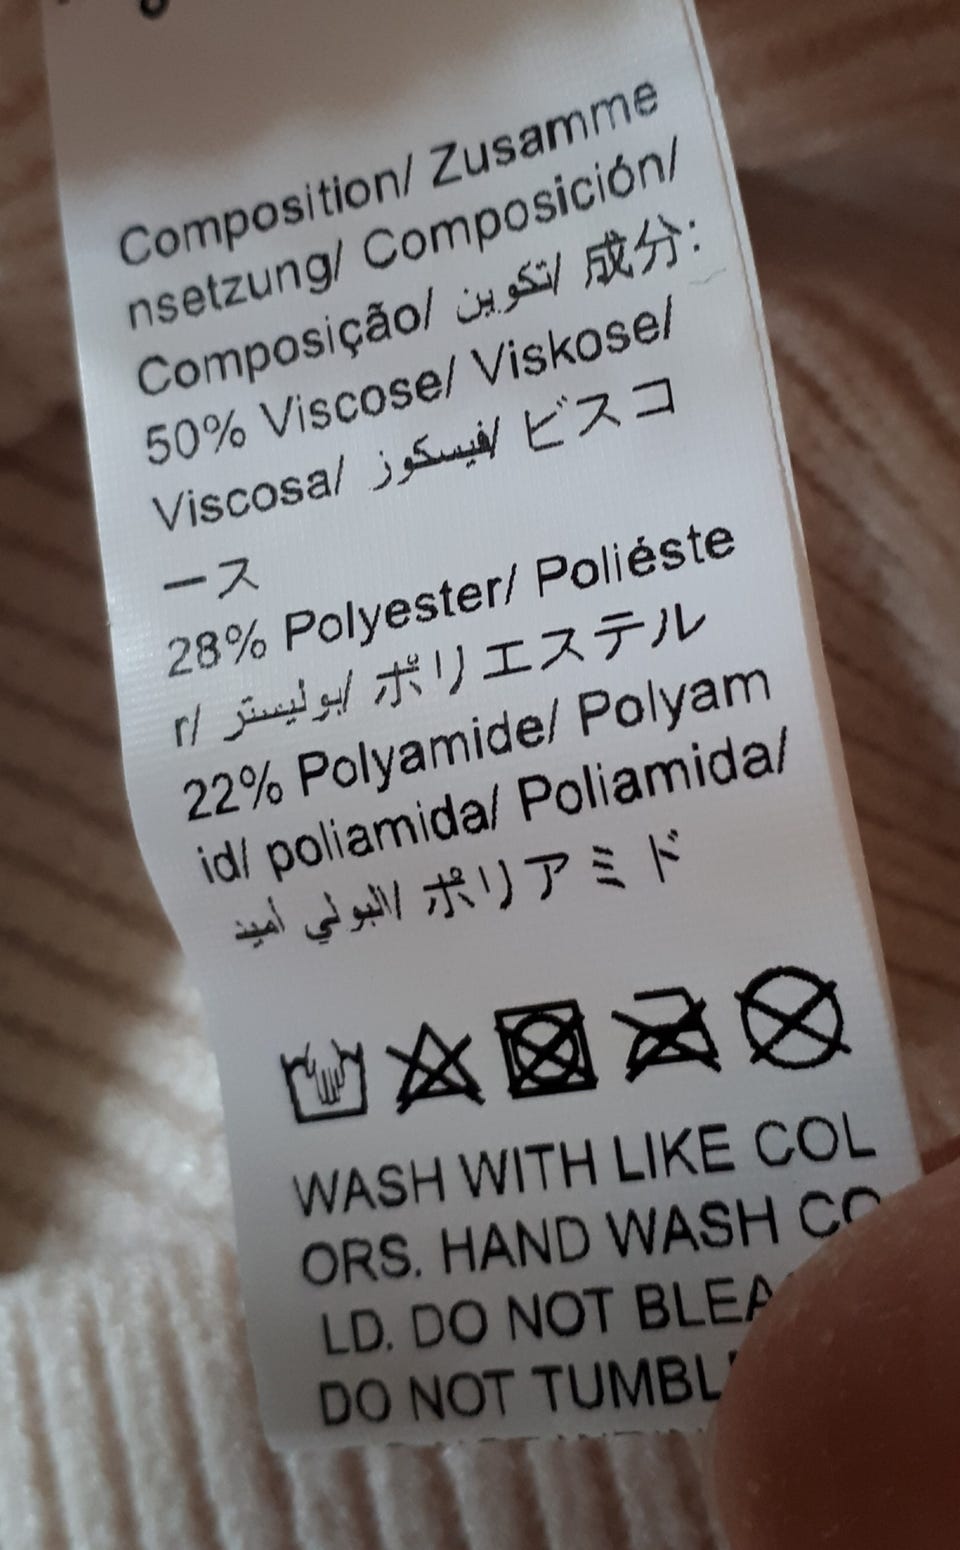 Composition/ Zusamme
nsetzung/ Composición/
Composição/ تكوين/ 成分:
50% Viscose/ Viskose/
Viscosa/ فيسكوز/ ビスコ
ース
28% Polyester/ Poliéste
r/ بوليستر/ ポリエステル
22% Polyamide/ Polyam
id/ poliamida/ Poliamida/
البولي أميد/ ポリアミド
WASH WITH LIKE COL
ORS. HAND WASH CO
LD. DO NOT BLEA
DO NOT TUMBL